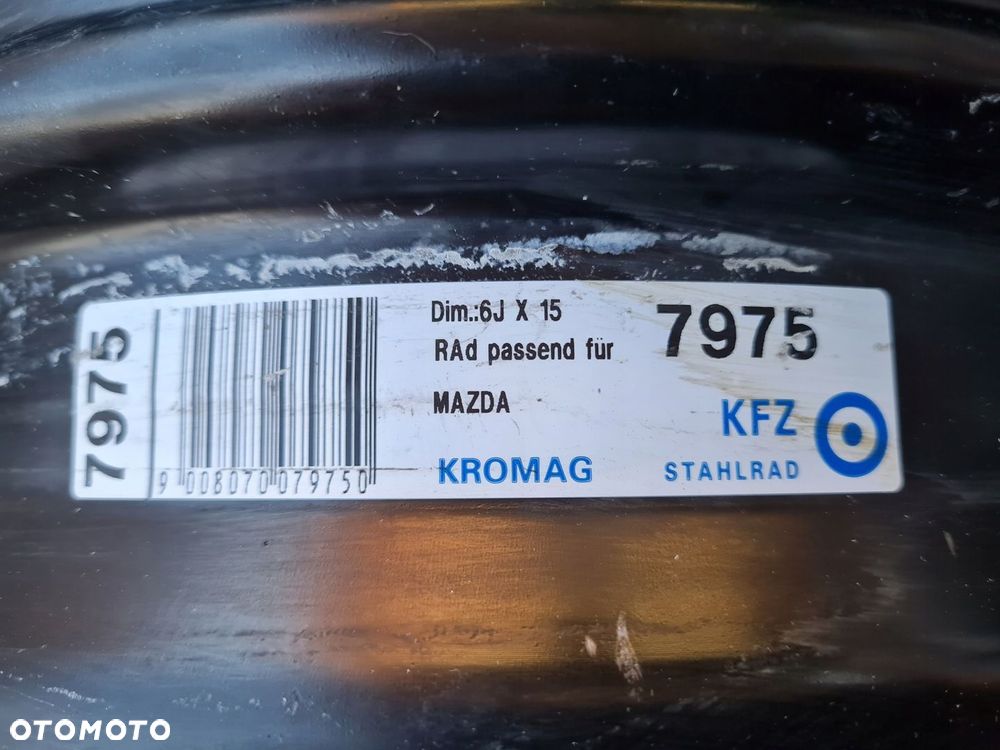 7975
9 008070 079750
Dim.:6J X 15
RAd passend für
MAZDA
KROMAG
7975
KFZ
STAHLRAD
OTOMOTO